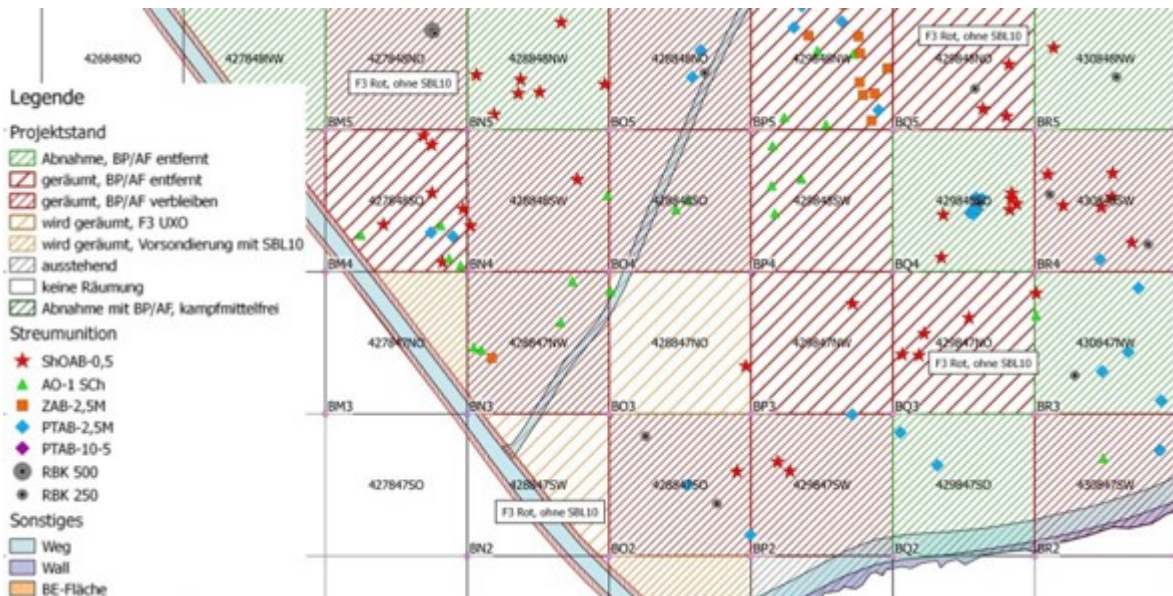 426848NO 427848NW 427848NO 428848NW 428848NO 429848NW 428848NO 430848NW
F3 Rot, ohne SBL10
F3 Rot, ohne SBL10
BM5 BN5 BO5 BP5 BQ5 BR5
427848SO 428848SW 428848SO 429848SW 429848SO
BM4 BN4 BO4 BP4 BQ4 BR4
427847NO 428847NW 428847NO 429847NW 429847NO 430847NW
F3 Rot, ohne SBL10
BM3 BN3 BO3 BP3 BQ3 BR3
427847SO 428847SW 428847SO 429847SW 429847SO 430847SW
F3 Rot, ohne SBL10
BN2 BO2 BP2 BQ2 BR2
Legende
Projektstand
Abnahme, BP/AF entfernt
geräumt, BP/AF entfernt
geräumt, BP/AF verbleiben
wird geräumt, F3 UXO
wird geräumt, Vorsondierung mit SBL10
ausstehend
keine Räumung
Abnahme mit BP/AF, kampfmittelfrei
Streumunition
ShOAB-0,5
AO-1 SCh
ZAB-2,5M
PTAB-2,5M
PTAB-10-5
RBK 500
RBK 250
Sonstiges
Weg
Wall
BE-Fläche